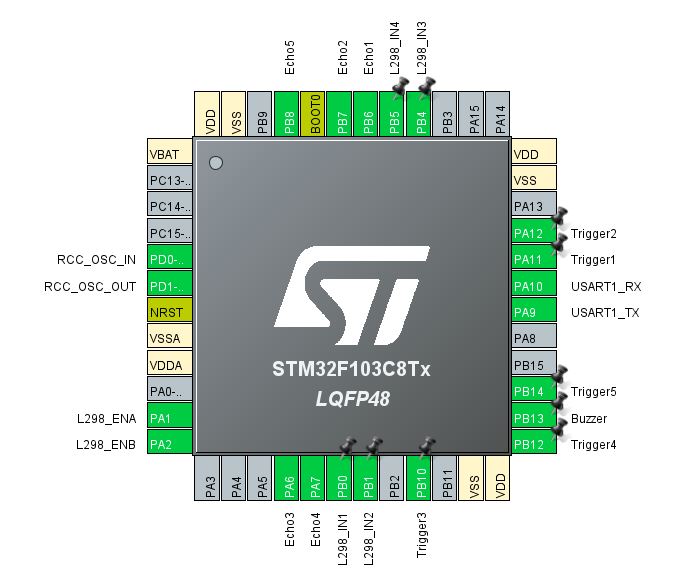 Echo5
Echo2
Echo1
L298_IN4
L298_IN3
VDD
VSS
PB9
PB8
BOOT0
PB7
PB6
PB5
PB4
PB3
PA15
PA14
VBAT
PC13-..
PC14-..
PC15-..
RCC_OSC_IN
PD0-..
RCC_OSC_OUT
PD1-..
NRST
VSSA
VDDA
PA0-..
L298_ENA
PA1
L298_ENB
PA2
ST
STM32F103C8Tx
LQFP48
VDD
VSS
PA13
PA12
Trigger2
PA11
Trigger1
PA10
USART1_RX
PA9
USART1_TX
PA8
PB15
PB14
Trigger5
PB13
Buzzer
PB12
Trigger4
PA3
PA4
PA5
PA6
PA7
PB0
PB1
PB2
PB10
PB11
VSS
VDD
Echo3
Echo4
L298_IN1
L298_IN2
Trigger3